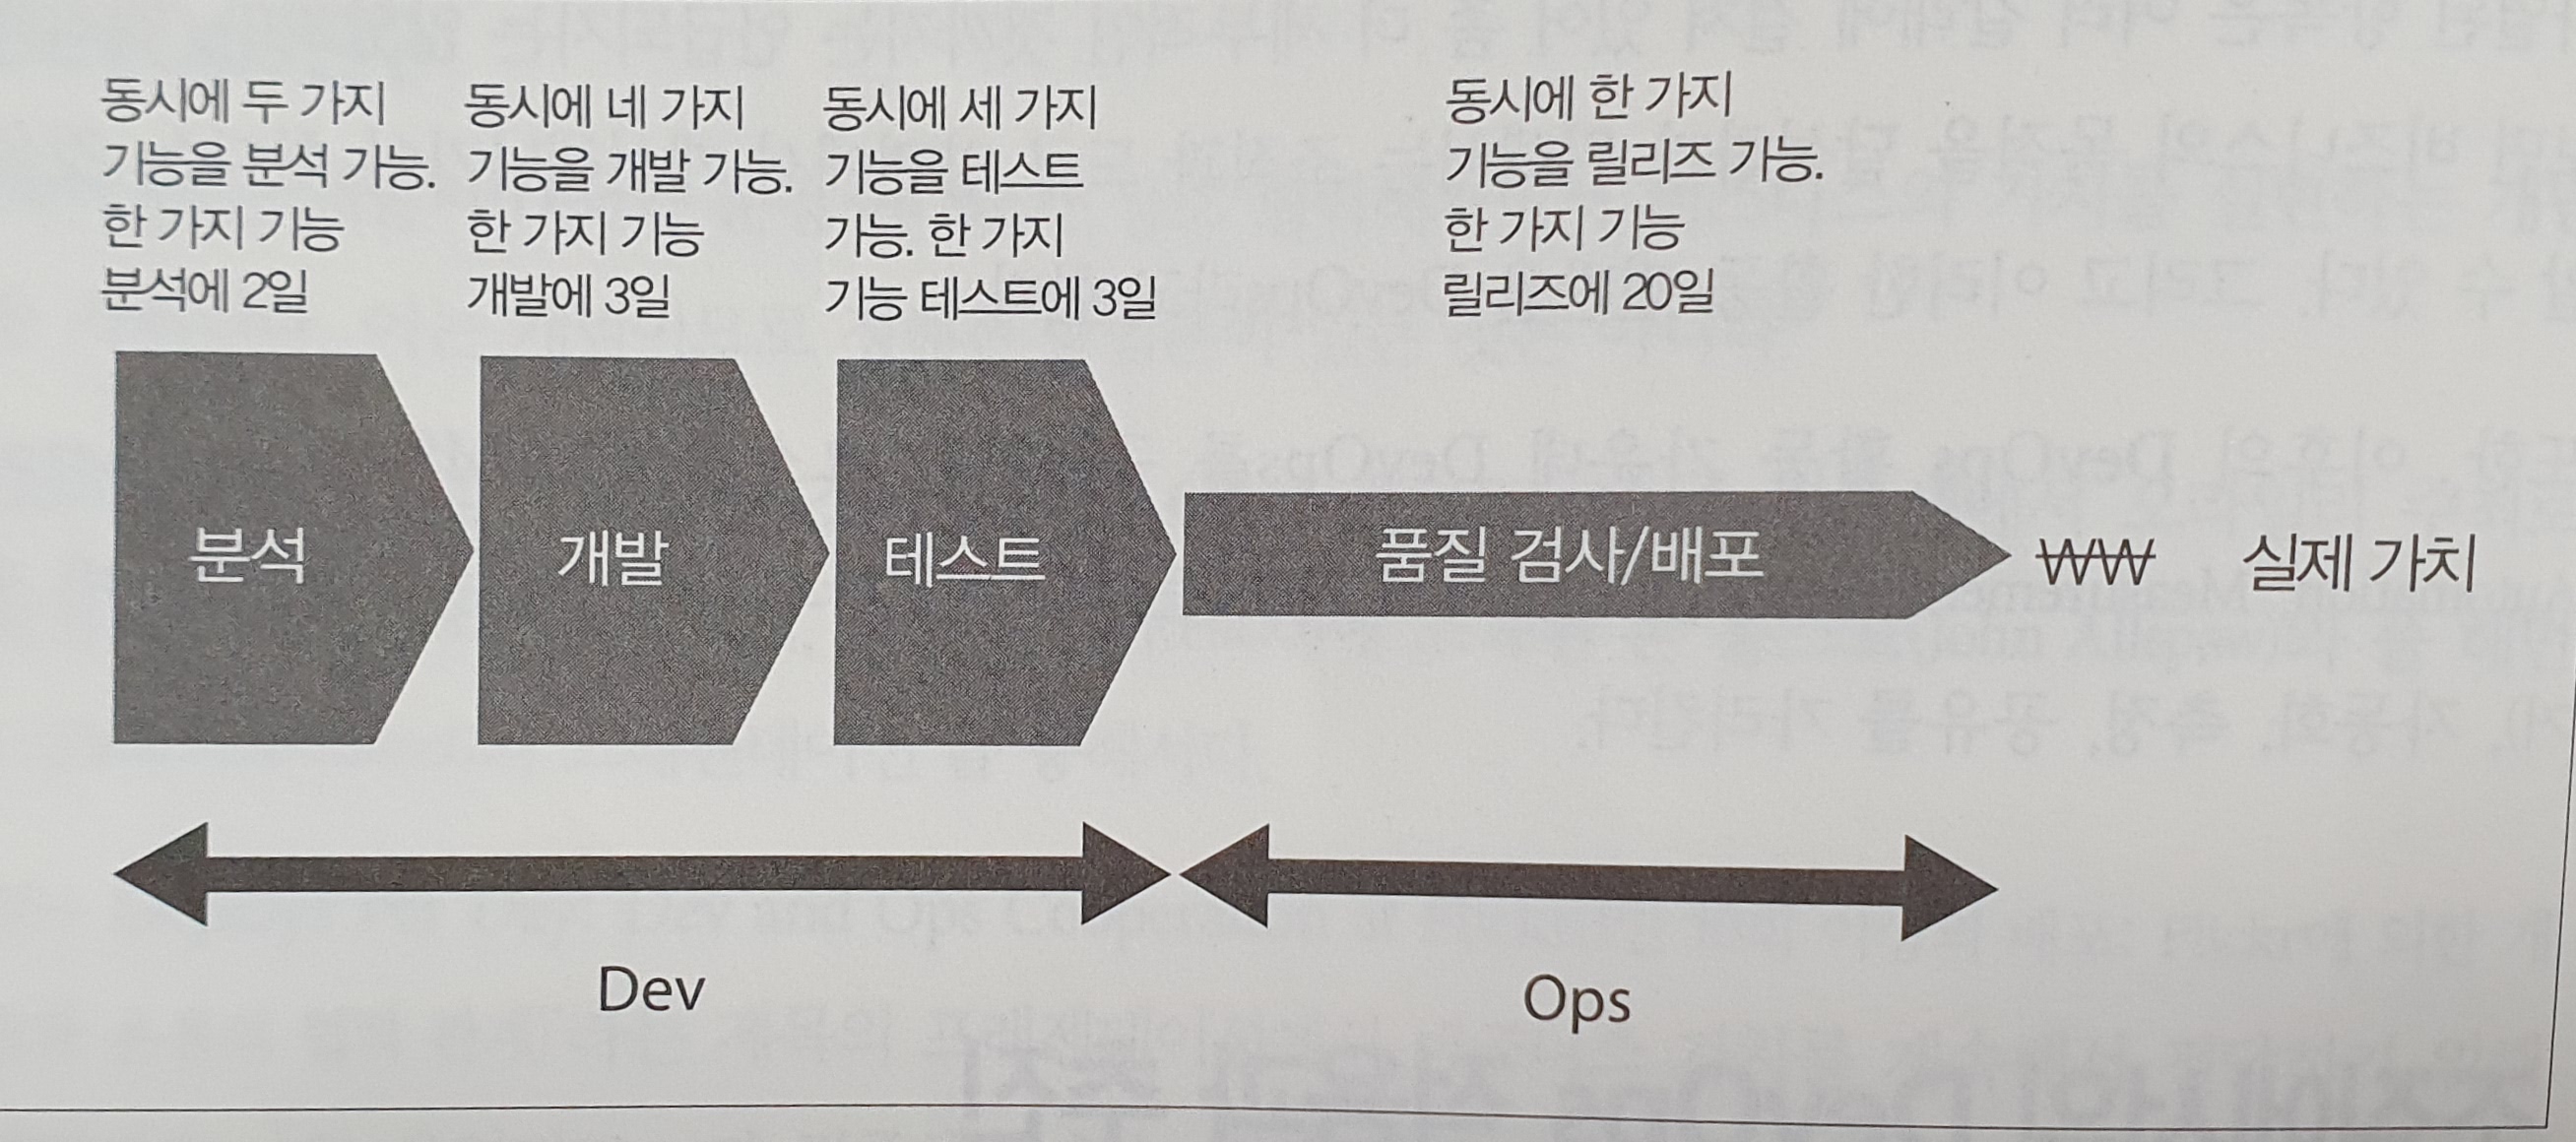 동시에 두 가지
기능을 분석 가능.
한 가지 기능
분석에 2일
동시에 네 가지
기능을 개발 가능.
한 가지 기능
개발에 3일
동시에 세 가지
기능을 테스트
가능. 한 가지
기능 테스트에 3일
동시에 한 가지
기능을 릴리즈 가능.
한 가지 기능
릴리즈에 20일
분석
개발
테스트
품질 검사/배포
₩₩ 실제 가치
Dev
Ops